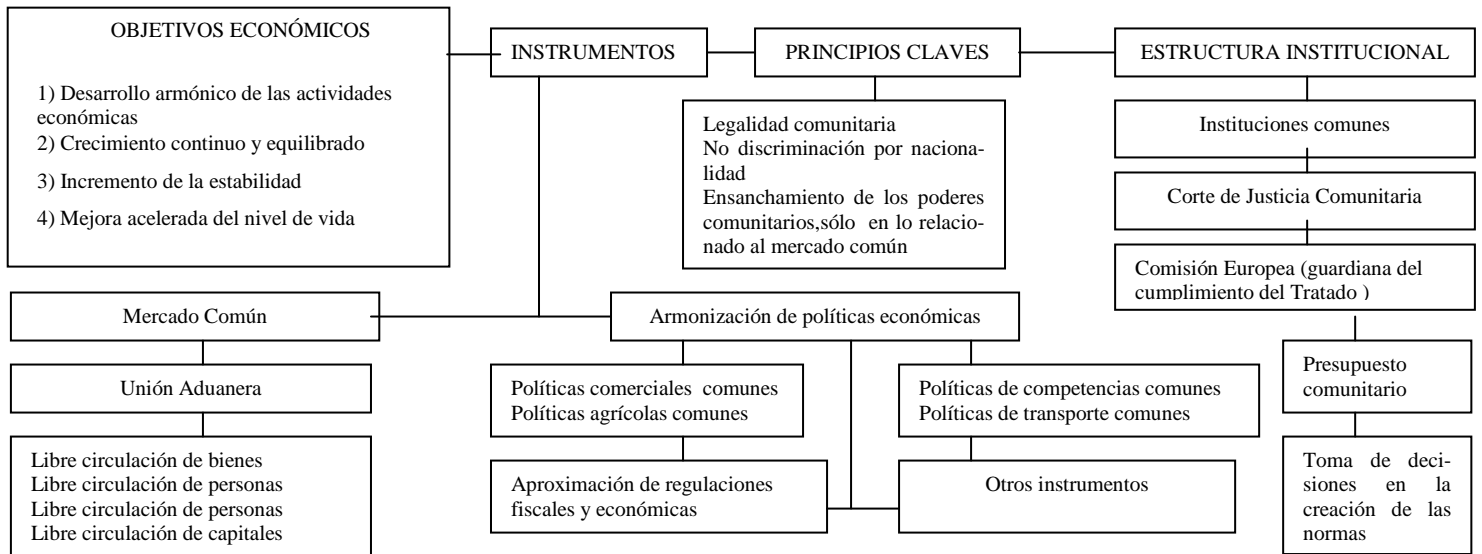 OBJETIVOS ECONÓMICOS
1) Desarrollo armónico de las actividades
económicas
2) Crecimiento continuo y equilibrado
3) Incremento de la estabilidad
4) Mejora acelerada del nivel de vida
INSTRUMENTOS
PRINCIPIOS CLAVES
ESTRUCTURA INSTITUCIONAL
Legalidad comunitaria
No discriminación por naciona-
lidad
Ensanchamiento de los poderes
comunitarios,sólo en lo relacio-
nado al mercado común
Instituciones comunes
Corte de Justicia Comunitaria
Comisión Europea (guardiana del
cumplimiento del Tratado )
Mercado Común
Armonización de políticas económicas
Unión Aduanera
Políticas comerciales comunes
Políticas agrícolas comunes
Políticas de competencias comunes
Políticas de transporte comunes
Presupuesto
comunitario
Libre circulación de bienes
Libre circulación de personas
Libre circulación de personas
Libre circulación de capitales
Aproximación de regulaciones
fiscales y económicas
Otros instrumentos
Toma de deci-
siones en la
creación de las
normas